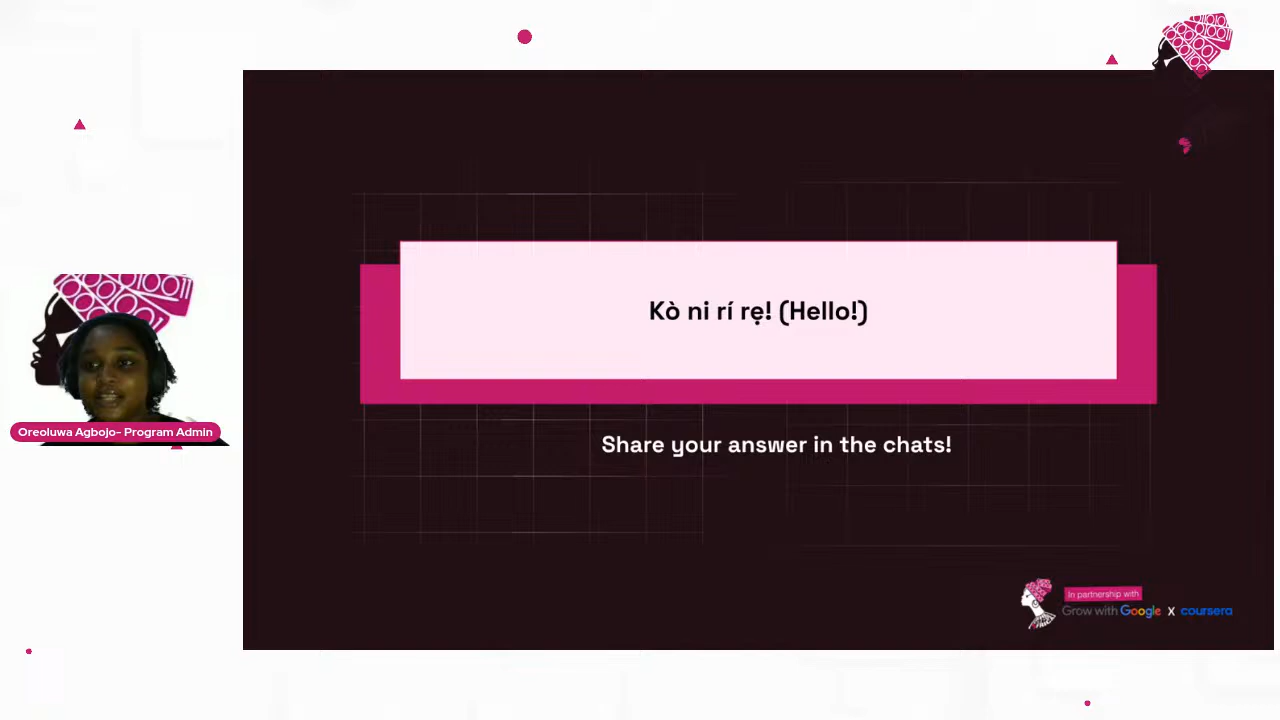 Kò ni rí rẹ! (Hello!)
Share your answer in the chats!
Oreoluwa Agbojo- Program Admin
In partnership with
Grow with Google X coursera